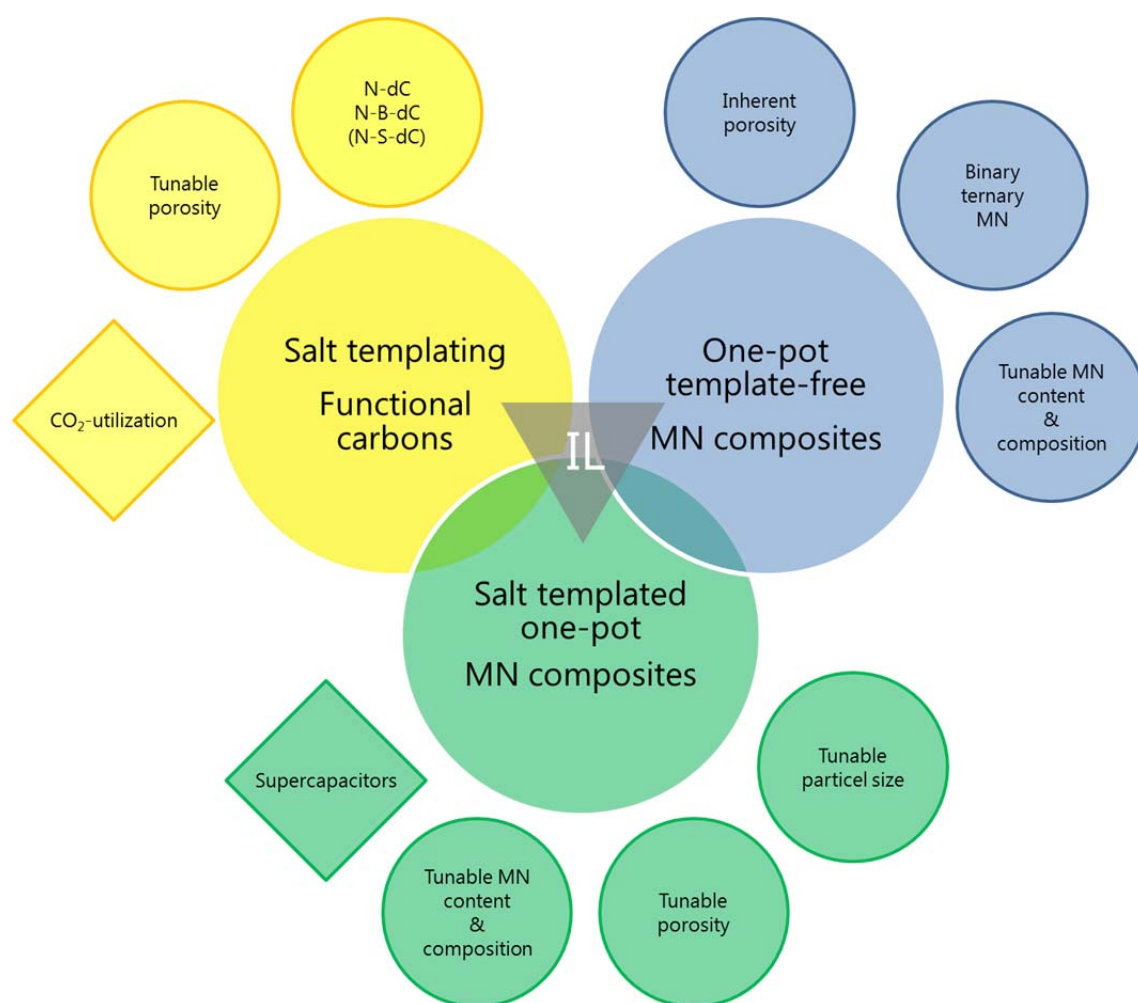 N-dC
N-B-dC
(N-S-dC)
Tunable
porosity
CO₂-utilization
Salt templating
Functional
carbons
Inherent
porosity
Binary
ternary
MN
Tunable MN
content
&
composition
One-pot
template-free
MN composites
IL
Salt templated
one-pot
MN composites
Supercapacitors
Tunable MN
content
&
composition
Tunable
porosity
Tunable
particel size